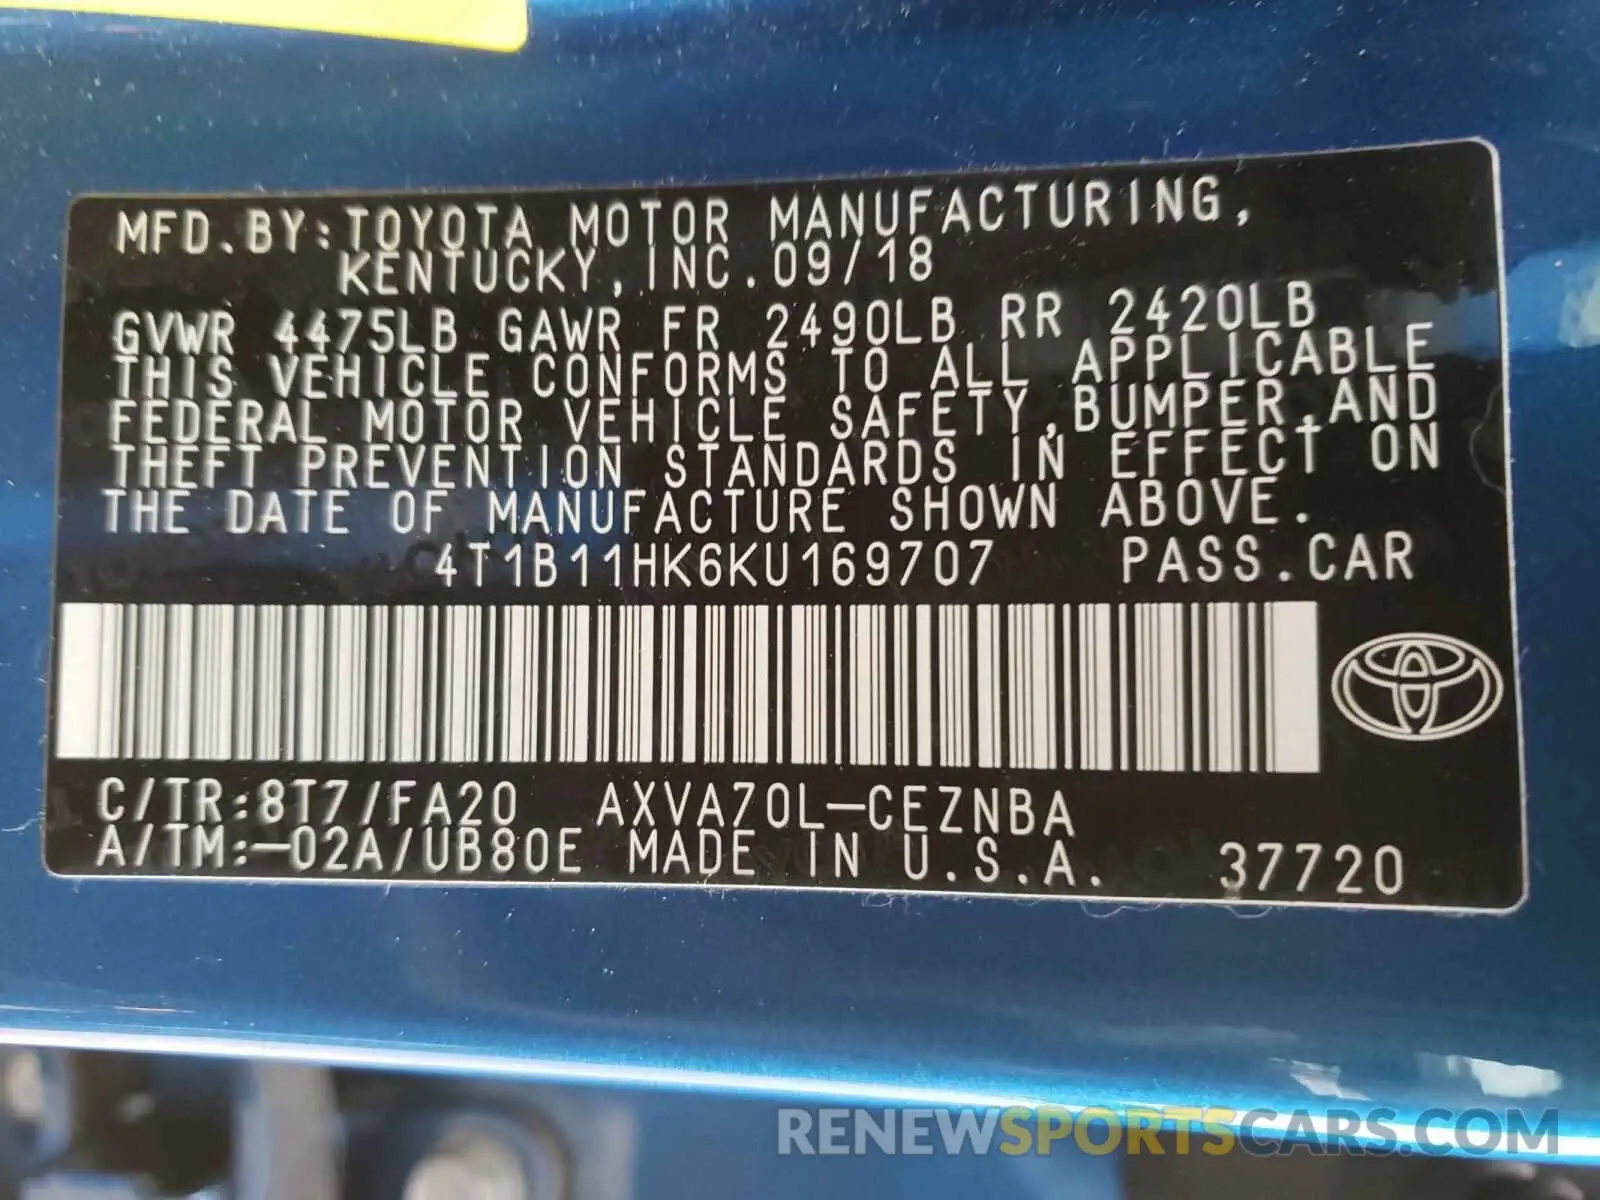 MFD.BY:TOYOTA MOTOR MANUFACTURING,
KENTUCKY,INC.09/18
GVWR 4475LB GAWR FR 2490LB RR 2420LB
THIS VEHICLE CONFORMS TO ALL APPLICABLE
FEDERAL MOTOR VEHICLE SAFETY,BUMPER,AND
THEFT PREVENTION STANDARDS IN EFFECT ON
THE DATE OF MANUFACTURE SHOWN ABOVE.
4T1B11HK6KU169707 PASS.CAR
C/TR:8T7/FA20 AXVA70L-CEZNBA
A/TM:-02A/UB80E MADE IN U.S.A. 37720
RENEWSPORTSCARS.COM